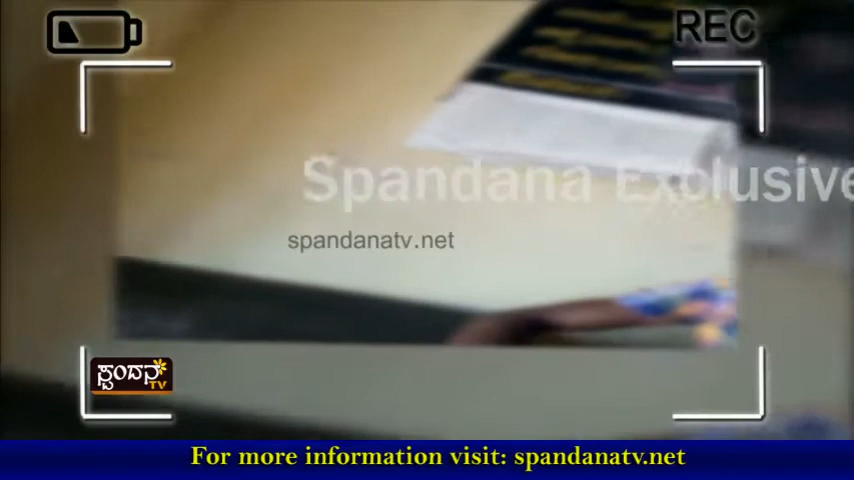 REC
Spandana Exclusive
spandanatv.net
ಸ್ಪಂದನ
TV
For more information visit: spandanatv.net